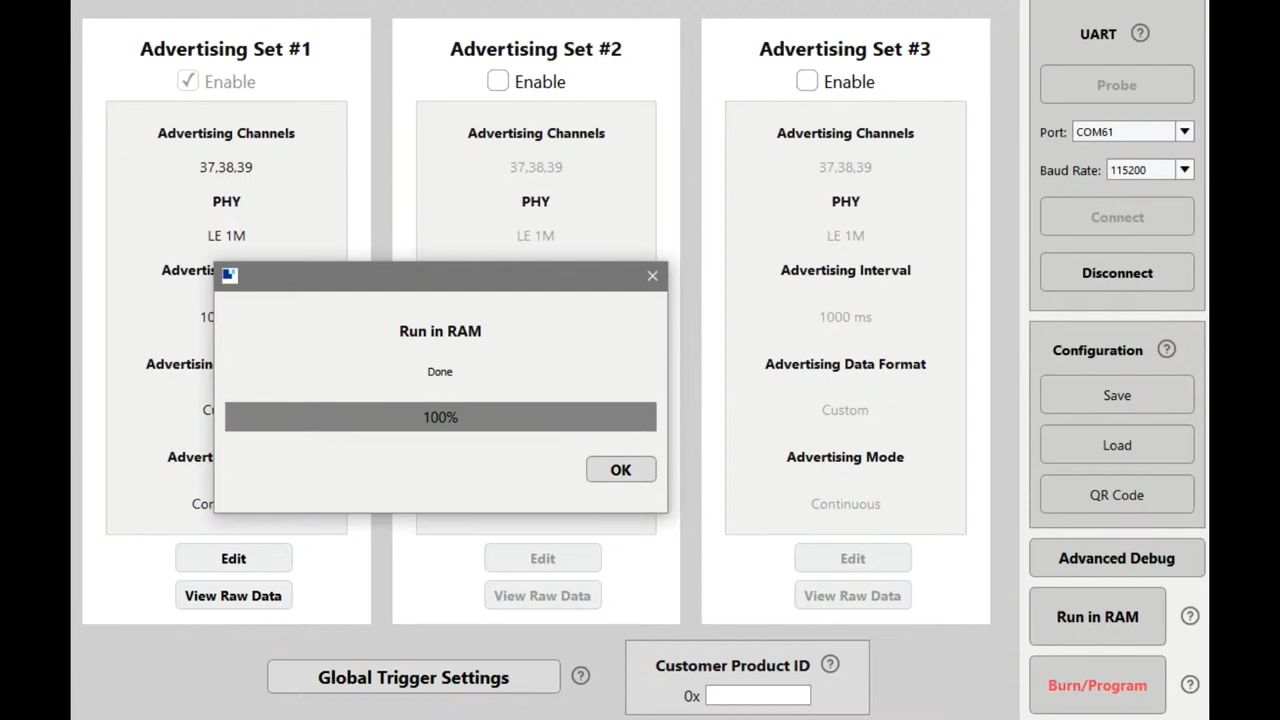 Advertising Set #1
Enable
Advertising Channels
37,38,39
PHY
LE 1M
Advertis
10
Advertising
Cu
Advert
Con
Edit
View Raw Data
Advertising Set #2
Enable
Advertising Channels
37,38,39
PHY
LE 1M
Edit
View Raw Data
Advertising Set #3
Enable
Advertising Channels
37,38,39
PHY
LE 1M
Advertising Interval
1000 ms
Advertising Data Format
Custom
Advertising Mode
Continuous
Edit
View Raw Data
Run in RAM
Done
100%
OK
Global Trigger Settings ?
Customer Product ID ?
0x
UART ?
Probe
Port: COM61
Baud Rate: 115200
Connect
Disconnect
Configuration ?
Save
Load
QR Code
Advanced Debug
Run in RAM ?
Burn/Program ?